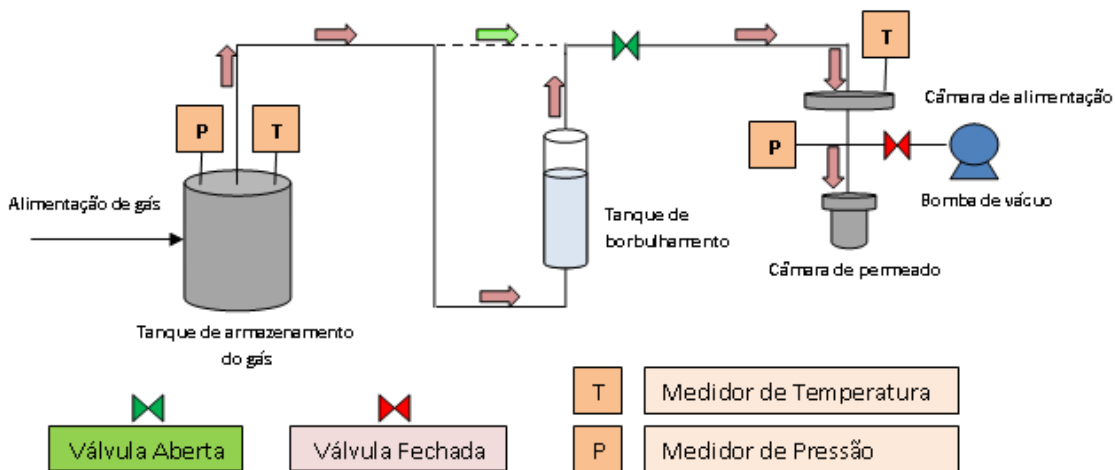 T
Câmara de alimentação
P
T
P
Alimentação de gás
Tanque de
borbulhamento
Bomba de vácuo
Câmara de permeado
Tanque de armazenamento
do gás
T
Medidor de Temperatura
Válvula Aberta
Válvula Fechada
P
Medidor de Pressão